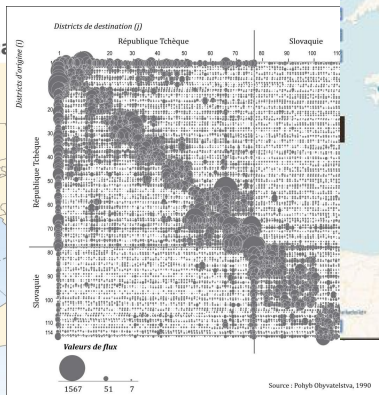 Districts de destination (j)
République Tchèque Slovaquie
1 10 20 30 40 50 60 70 80 90 100 110
Districts d'origine (i)
République Tchèque
Slovaquie
20
30
40
50
60
70
80
90
100
110
114
Valeurs de flux
1567 51 7
Source : Pohyb Obyvatelstva, 1990